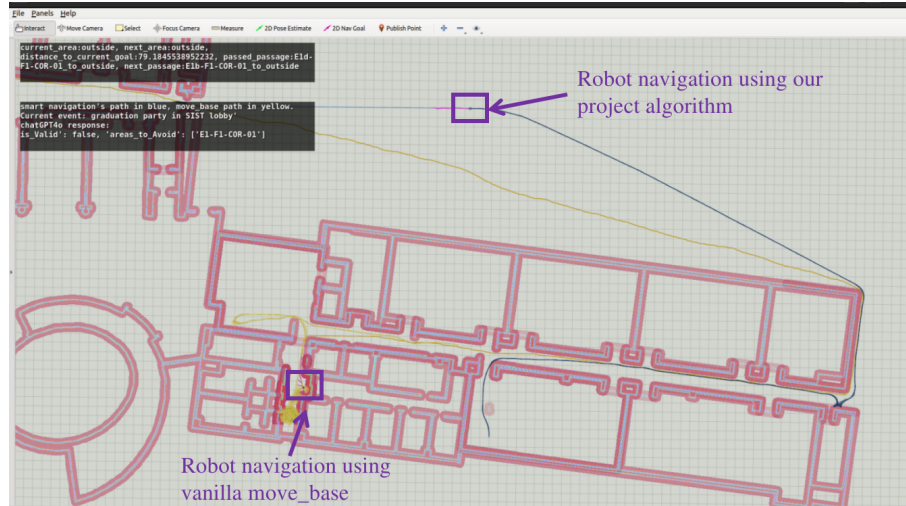 File Panels Help
Interact Move Camera Select Focus Camera Measure 2D Pose Estimate 2D Nav Goal Publish Point
current_area:outside, next_area:outside,
distance_to_current_goal:79.1845538952232, passed_passage:E1d-
F1-COR-01_to_outside, next_passage:E1b-F1-COR-01_to_outside
smart navigation's path in blue, move_base path in yellow.
Current event: graduation party in SIST lobby'
chatGPT4o response:
is_Valid': false, 'areas_to_Avoid': ['E1-F1-COR-01']
Robot navigation using our
project algorithm
Robot navigation using
vanilla move_base